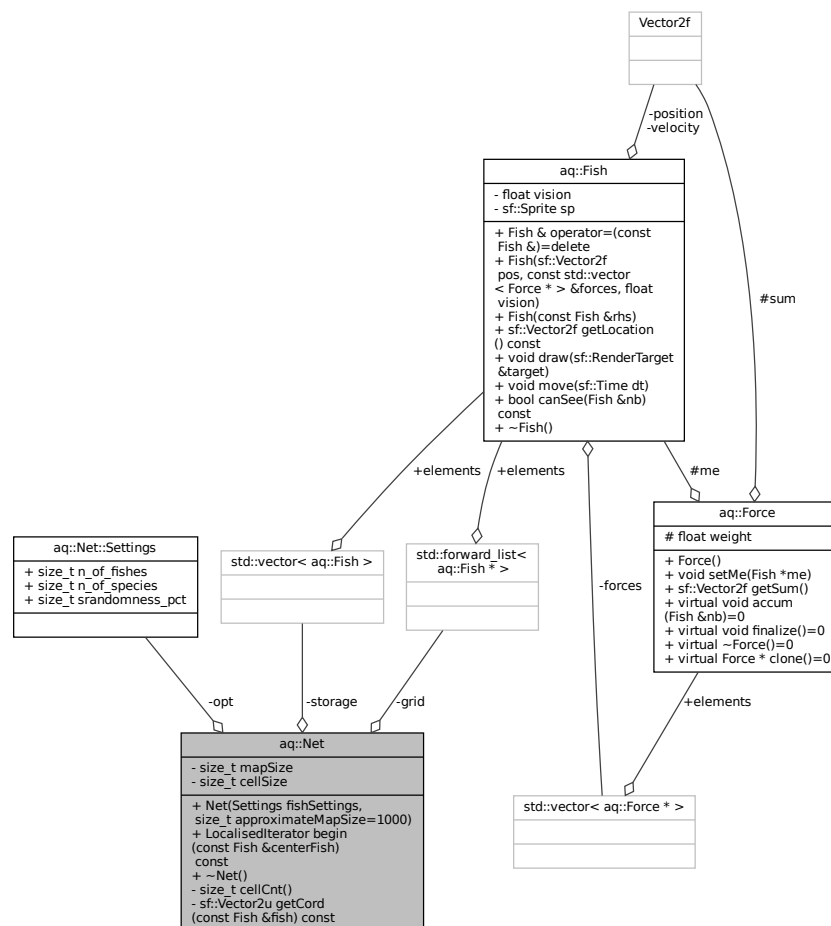 Vector2f
-position
-velocity
aq::Fish
- float vision
- sf::Sprite sp
+ Fish & operator=(const
Fish &)=delete
+ Fish(sf::Vector2f
pos, const std::vector
< Force * > &forces, float
vision)
+ Fish(const Fish &rhs)
+ sf::Vector2f getLocation
() const
+ void draw(sf::RenderTarget
&target)
+ void move(sf::Time dt)
+ bool canSee(Fish &nb)
const
+ ~Fish()
#sum
+elements
+elements
#me
aq::Net::Settings
+ size_t n_of_fishes
+ size_t n_of_species
+ size_t srandomness_pct
std::vector< aq::Fish >
std::forward_list<
aq::Fish * >
-forces
aq::Force
# float weight
+ Force()
+ void setMe(Fish *me)
+ sf::Vector2f getSum()
+ virtual void accum
(Fish &nb)=0
+ virtual void finalize()=0
+ virtual ~Force()=0
+ virtual Force * clone()=0
-opt
-storage
-grid
+elements
aq::Net
- size_t mapSize
- size_t cellSize
+ Net(Settings fishSettings,
size_t approximateMapSize=1000)
+ LocalisedIterator begin
(const Fish &centerFish)
const
+ ~Net()
- size_t cellCnt()
- sf::Vector2u getCord
(const Fish &fish) const
std::vector< aq::Force * >